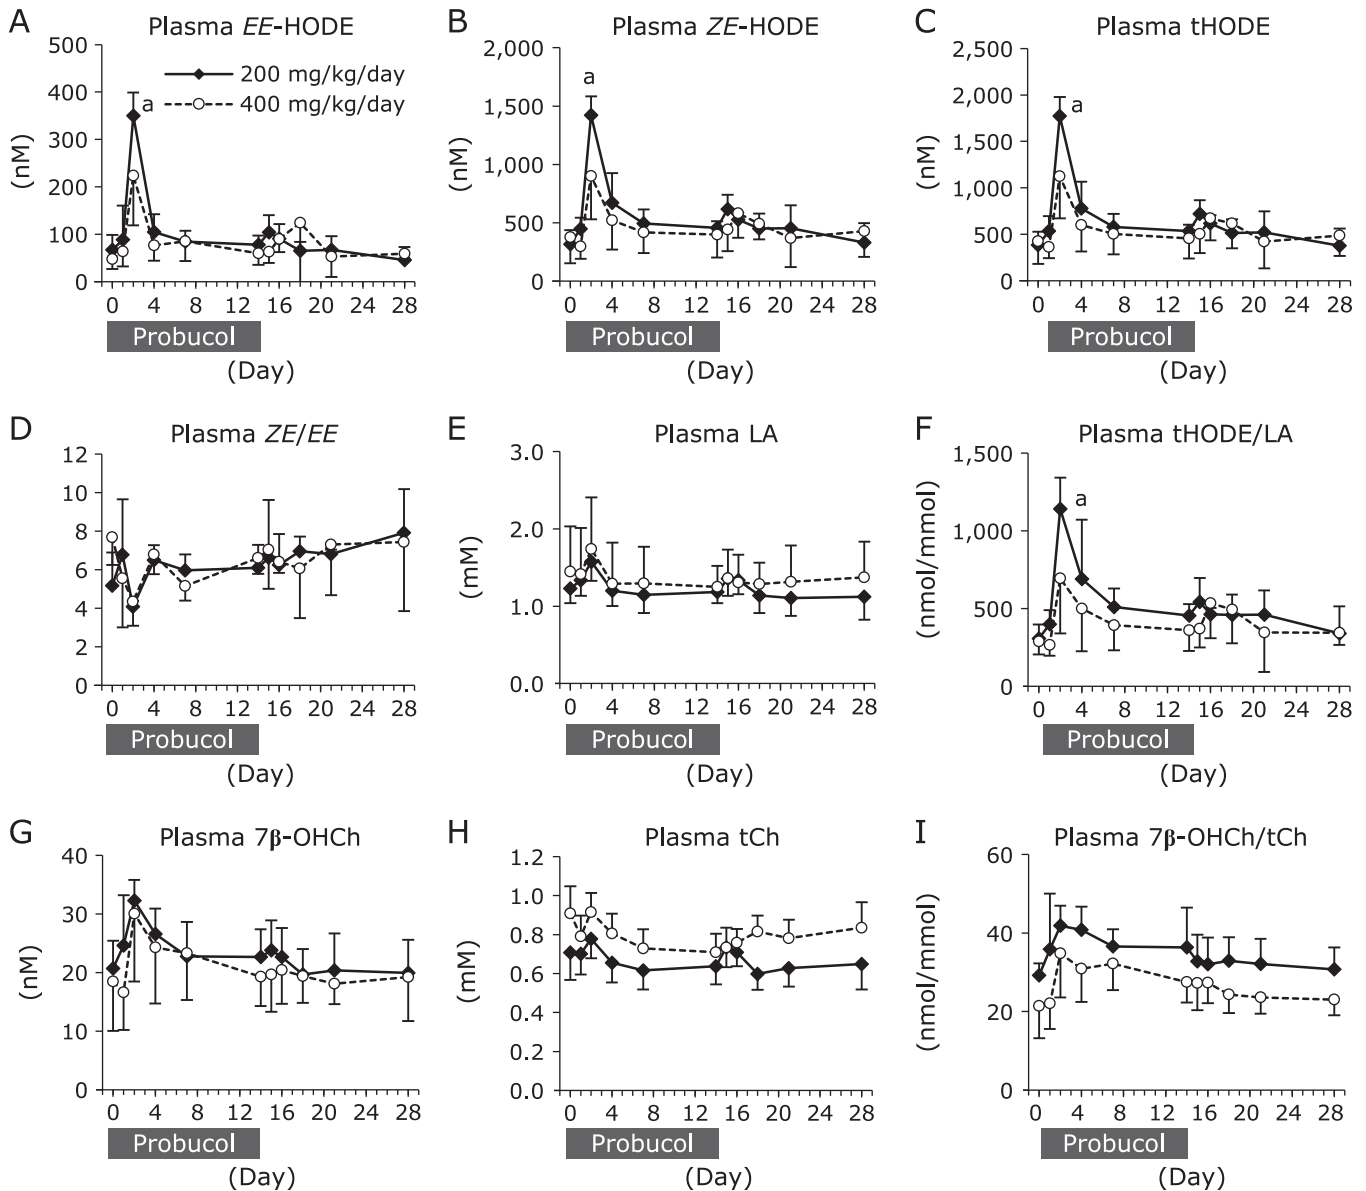 A
Plasma EE-HODE
500
400
300
200
100
0
(nM)
200 mg/kg/day
400 mg/kg/day
a
0 4 8 12 16 20 24 28
Probucol
(Day)
B
Plasma ZE-HODE
2,000
1,500
1,000
500
0
(nM)
a
0 4 8 12 16 20 24 28
Probucol
(Day)
C
Plasma tHODE
2,500
2,000
1,500
1,000
500
0
(nM)
a
0 4 8 12 16 20 24 28
Probucol
(Day)
D
Plasma ZE/EE
12
10
8
6
4
2
0
0 4 8 12 16 20 24 28
Probucol
(Day)
E
Plasma LA
3.0
2.0
1.0
0.0
(mM)
0 4 8 12 16 20 24 28
Probucol
(Day)
F
Plasma tHODE/LA
1,500
1,000
500
0
(nmol/mmol)
a
0 4 8 12 16 20 24 28
Probucol
(Day)
G
Plasma 7β-OHCh
40
30
20
10
0
(nM)
0 4 8 12 16 20 24 28
Probucol
(Day)
H
Plasma tCh
1.2
1.0
0.8
0.6
0.4
0.2
0.0
(mM)
0 4 8 12 16 20 24 28
Probucol
(Day)
I
Plasma 7β-OHCh/tCh
60
40
20
0
(nmol/mmol)
0 4 8 12 16 20 24 28
Probucol
(Day)